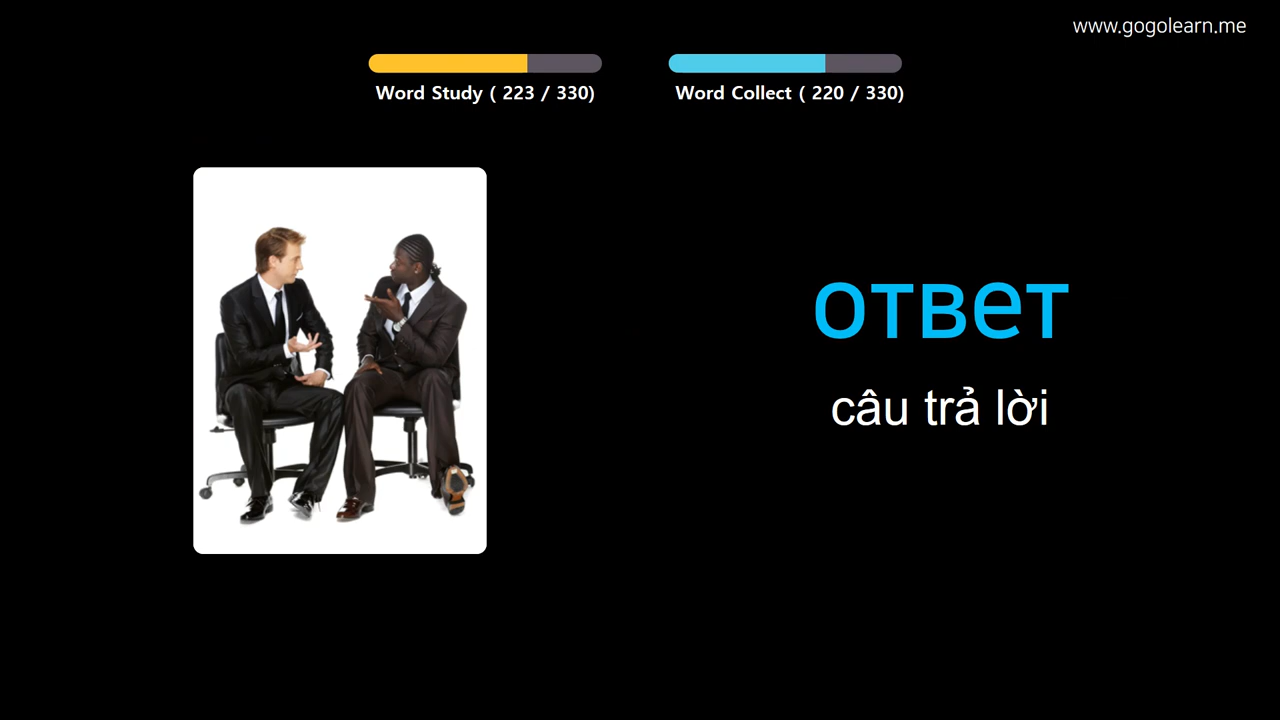 www.gogolearn.me
Word Study ( 223 / 330)
Word Collect ( 220 / 330)
ответ
câu trả lời